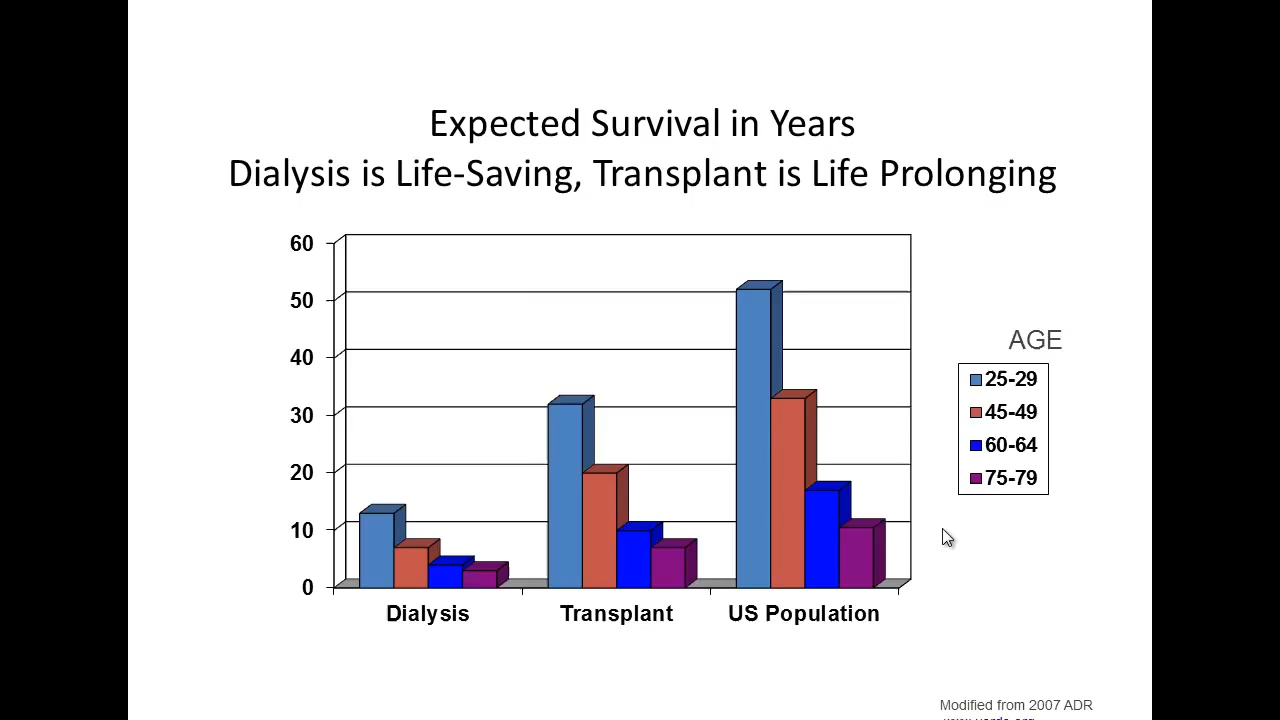 Expected Survival in Years
Dialysis is Life-Saving, Transplant is Life Prolonging
60
50
40
30
20
10
0
Dialysis Transplant US Population
AGE
25-29
45-49
60-64
75-79
Modified from 2007 ADR